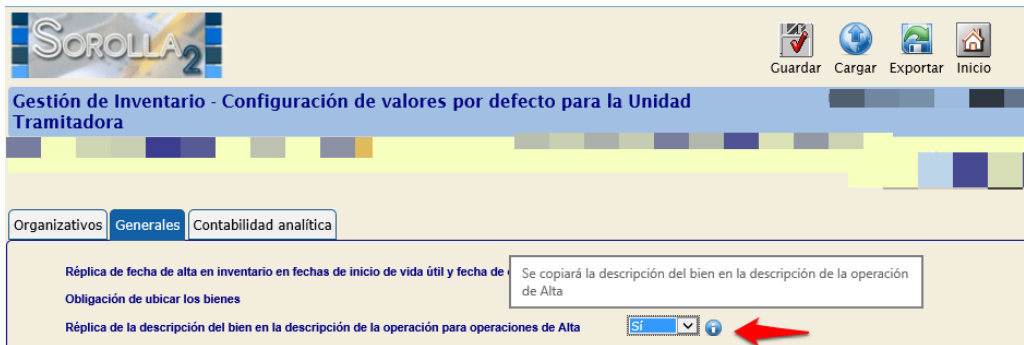 SOROLLA2
Guardar Cargar Exportar Inicio
Gestión de Inventario - Configuración de valores por defecto para la Unidad
Tramitadora
Organizativos Generales Contabilidad analítica
Réplica de fecha de alta en inventario en fechas de inicio de vida útil y fecha de
Se copiará la descripción del bien en la descripción de la operación
de Alta
Obligación de ubicar los bienes
Réplica de la descripción del bien en la descripción de la operación para operaciones de Alta Sí